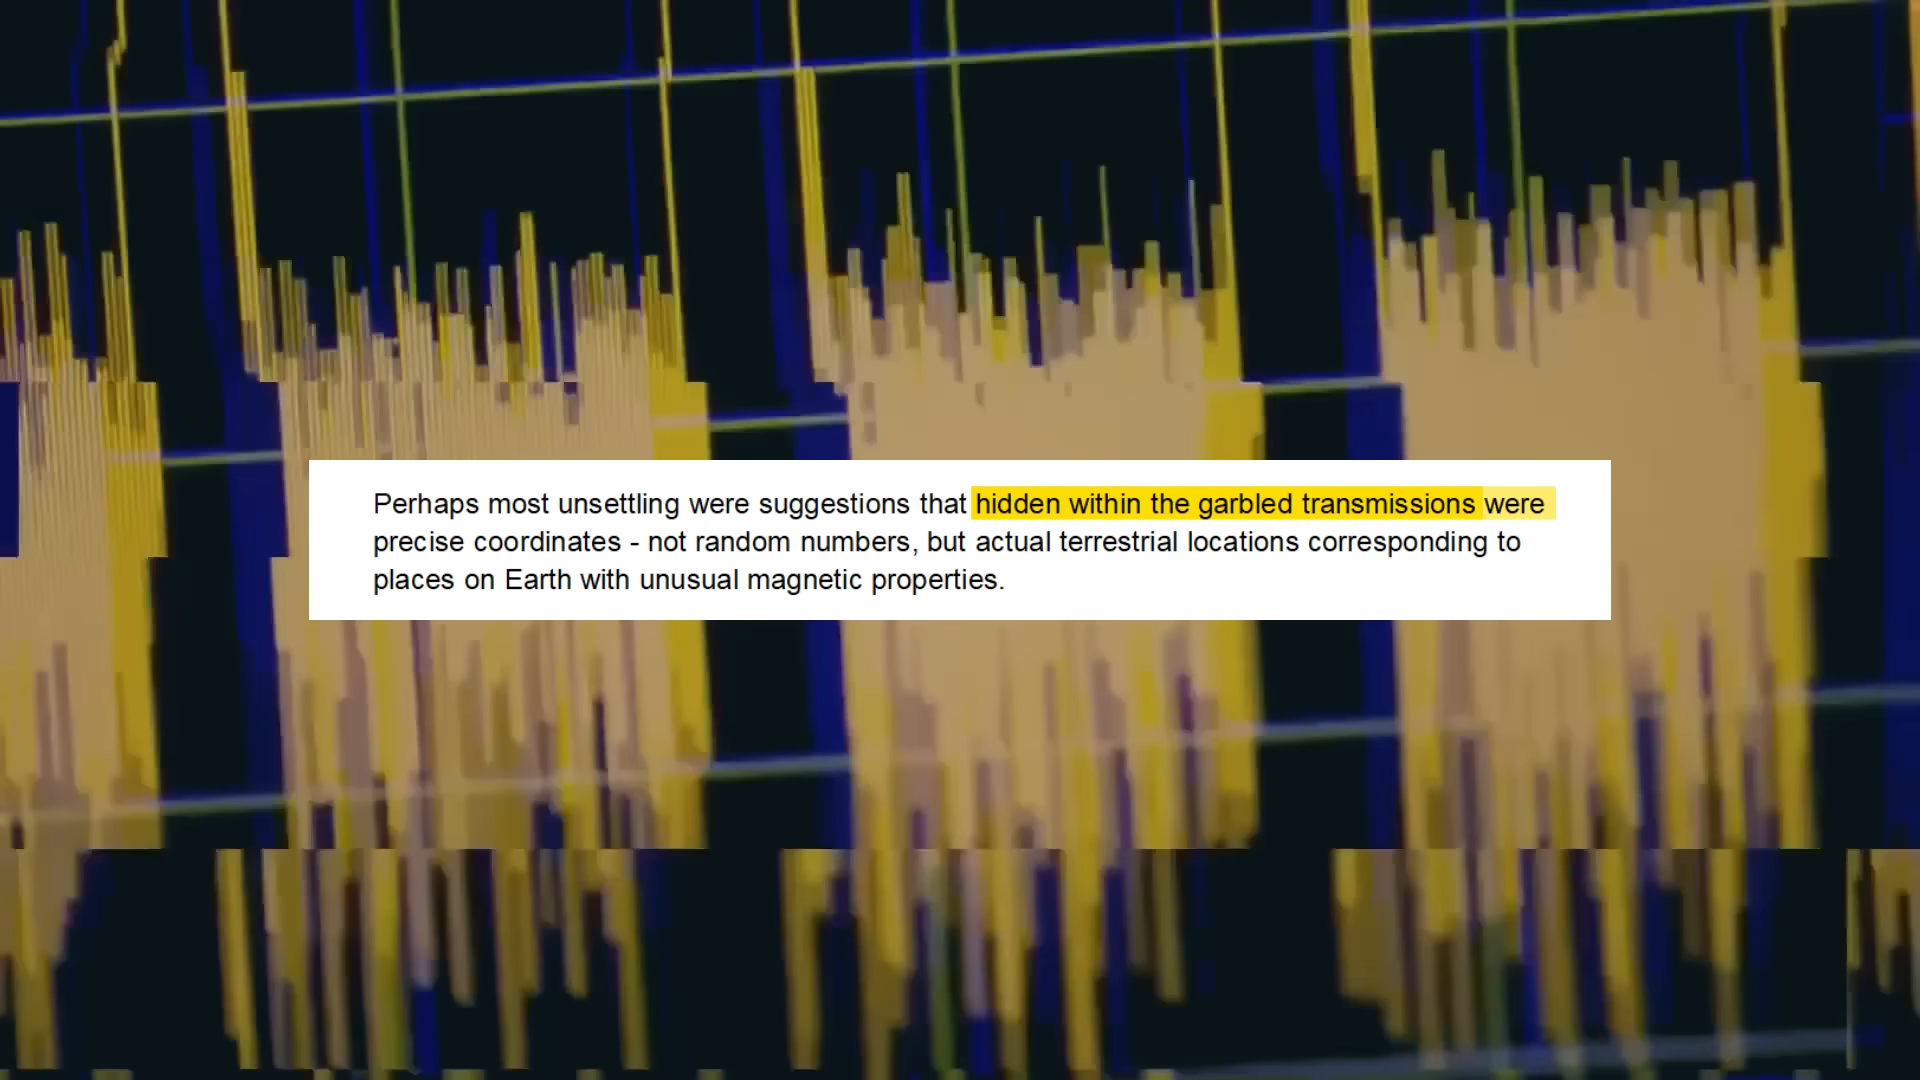 Perhaps most unsettling were suggestions that hidden within the garbled transmissions were
precise coordinates - not random numbers, but actual terrestrial locations corresponding to
places on Earth with unusual magnetic properties.